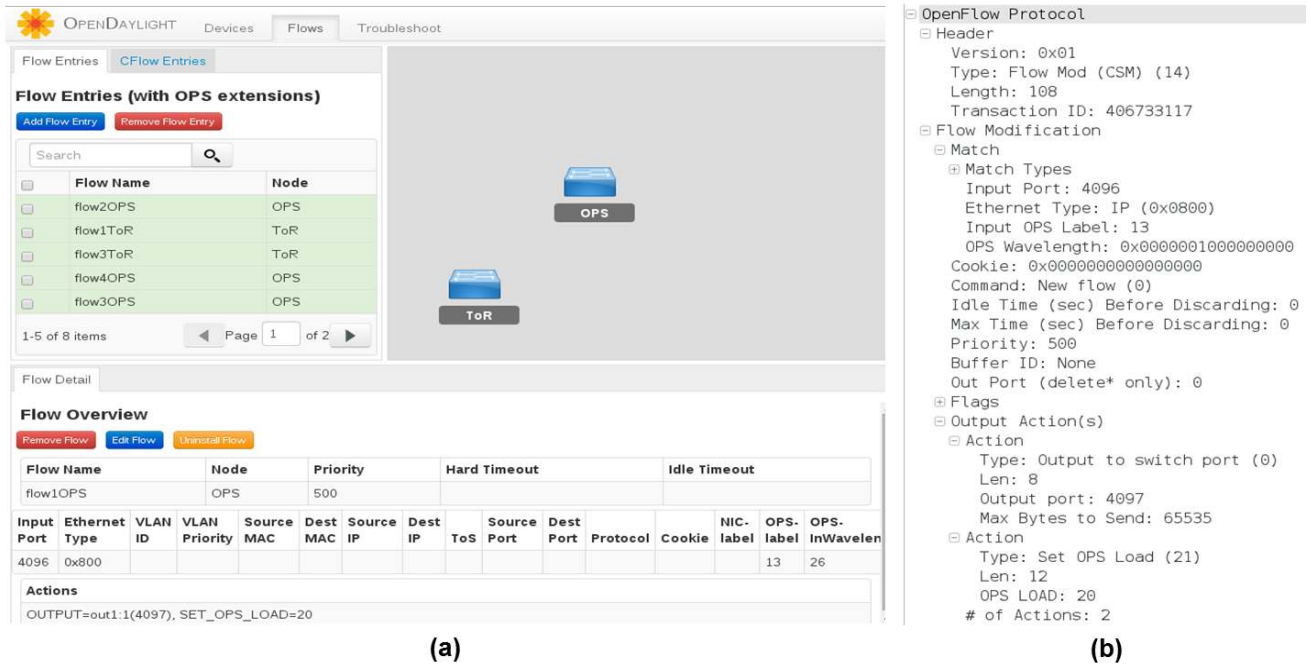 OPENDAYLIGHT Devices Flows Troubleshoot
Flow Entries CFlow Entries
Flow Entries (with OPS extensions)
Add Flow Entry Remove Flow Entry
Search
Flow Name Node
flow2OPS OPS
flow1ToR ToR
flow3ToR ToR
flow4OPS OPS
flow3OPS OPS
1-5 of 8 items Page 1 of 2
OPS
ToR
Flow Detail
Flow Overview
Remove Flow Edit Flow Uninstall Flow
Flow Name Node Priority Hard Timeout Idle Timeout
flow1OPS OPS 500
Input Ethernet VLAN VLAN Source Dest Source Dest Source Dest NIC- OPS- OPS-
Port Type ID Priority MAC MAC IP IP ToS Port Port Protocol Cookie label label InWavelen
4096 0x800 13 26
Actions
OUTPUT=out1:1(4097), SET_OPS_LOAD=20
(a)
OpenFlow Protocol
Header
Version: 0x01
Type: Flow Mod (CSM) (14)
Length: 108
Transaction ID: 406733117
Flow Modification
Match
Match Types
Input Port: 4096
Ethernet Type: IP (0x0800)
Input OPS Label: 13
OPS Wavelength: 0x0000001000000000
Cookie: 0x0000000000000000
Command: New flow (0)
Idle Time (sec) Before Discarding: 0
Max Time (sec) Before Discarding: 0
Priority: 500
Buffer ID: None
Out Port (delete* only): 0
Flags
Output Action(s)
Action
Type: Output to switch port (0)
Len: 8
Output port: 4097
Max Bytes to Send: 65535
Action
Type: Set OPS Load (21)
Len: 12
OPS LOAD: 20
# of Actions: 2
(b)